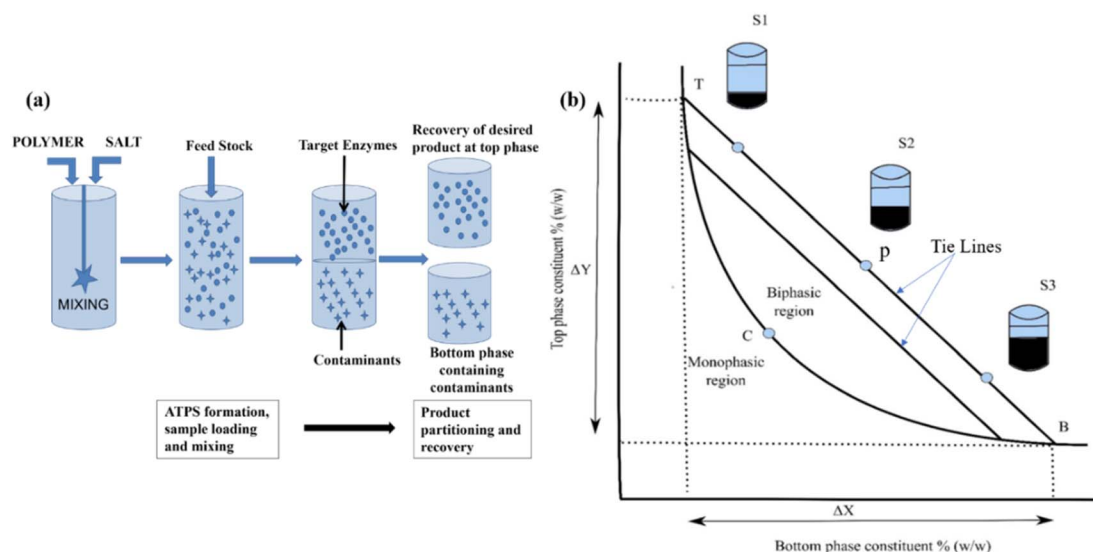 (a)
POLYMER
SALT
MIXING
Feed Stock
Target Enzymes
Contaminants
Recovery of desired
product at top phase
Bottom phase
containing
contaminants
ATPS formation,
sample loading
and mixing
Product
partitioning and
recovery
(b)
S1
T
S2
p
Tie Lines
S3
Biphasic
region
C
Monophasic
region
B
ΔY
Top phase constituent % (w/w)
ΔX
Bottom phase constituent % (w/w)